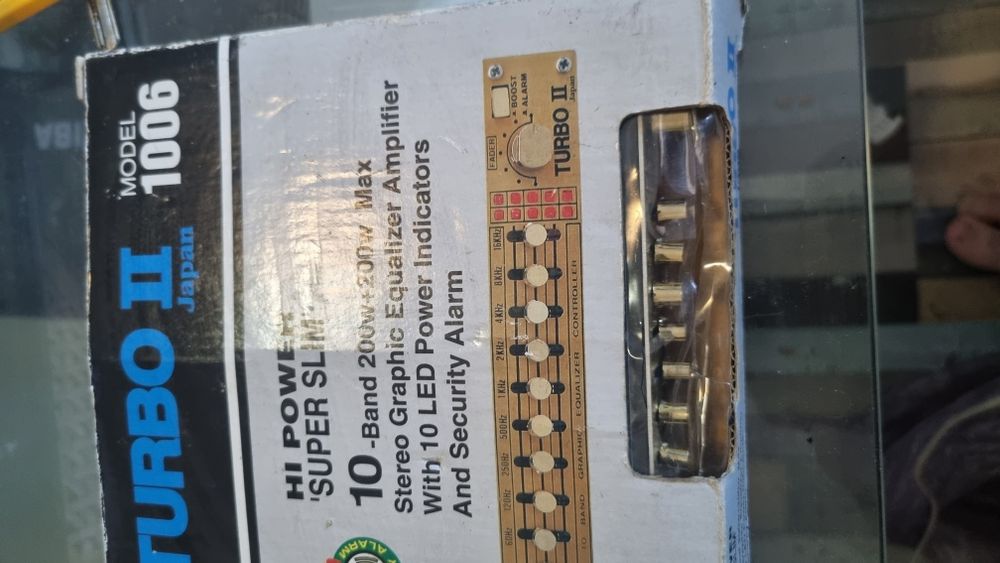 TURBO II
Japan
MODEL
1006
HI POWER
'SUPER SLIM'
10-Band 200w+200w Max
Stereo Graphic Equalizer Amplifier
With 10 LED Power Indicators
And Security Alarm
ALARM
60Hz 120Hz 250Hz 500Hz 1KHz 2KHz 4KHz 8KHz 16KHz
10 BAND GRAPHIC EQUALIZER CONTROLLER
FADER
BOOST
ALARM
TURBO II
Japan